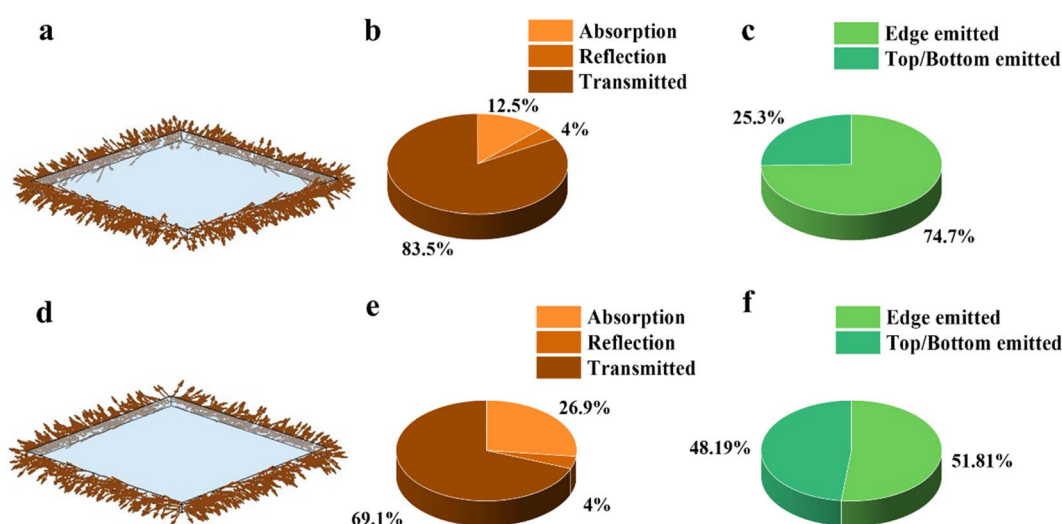 a
b
Absorption
Reflection
Transmitted
12.5%
4%
83.5%
c
Edge emitted
Top/Bottom emitted
25.3%
74.7%
d
e
Absorption
Reflection
Transmitted
26.9%
4%
69.1%
f
Edge emitted
Top/Bottom emitted
48.19%
51.81%